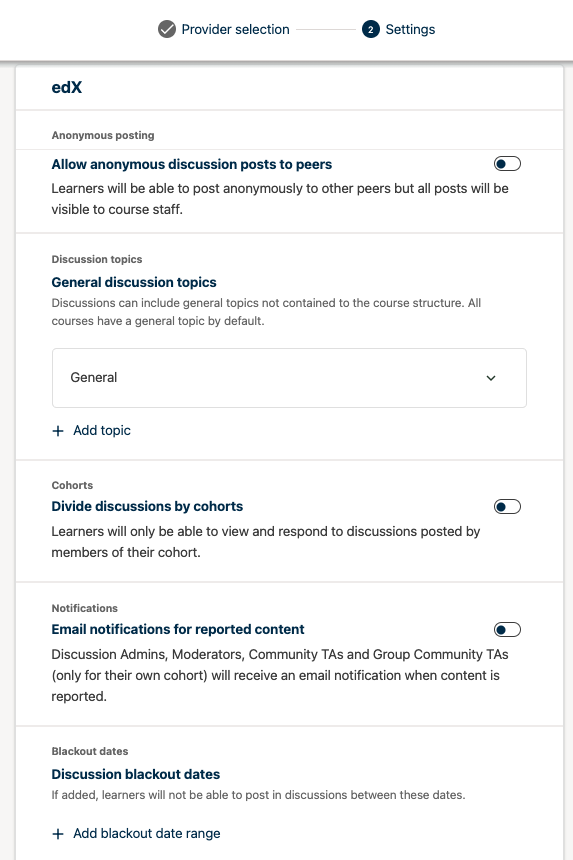 Provider selection
2 Settings
edX
Anonymous posting
Allow anonymous discussion posts to peers
Learners will be able to post anonymously to other peers but all posts will be
visible to course staff.
Discussion topics
General discussion topics
Discussions can include general topics not contained to the course structure. All
courses have a general topic by default.
General
+ Add topic
Cohorts
Divide discussions by cohorts
Learners will only be able to view and respond to discussions posted by
members of their cohort.
Notifications
Email notifications for reported content
Discussion Admins, Moderators, Community TAs and Group Community TAs
(only for their own cohort) will receive an email notification when content is
reported.
Blackout dates
Discussion blackout dates
If added, learners will not be able to post in discussions between these dates.
+ Add blackout date range